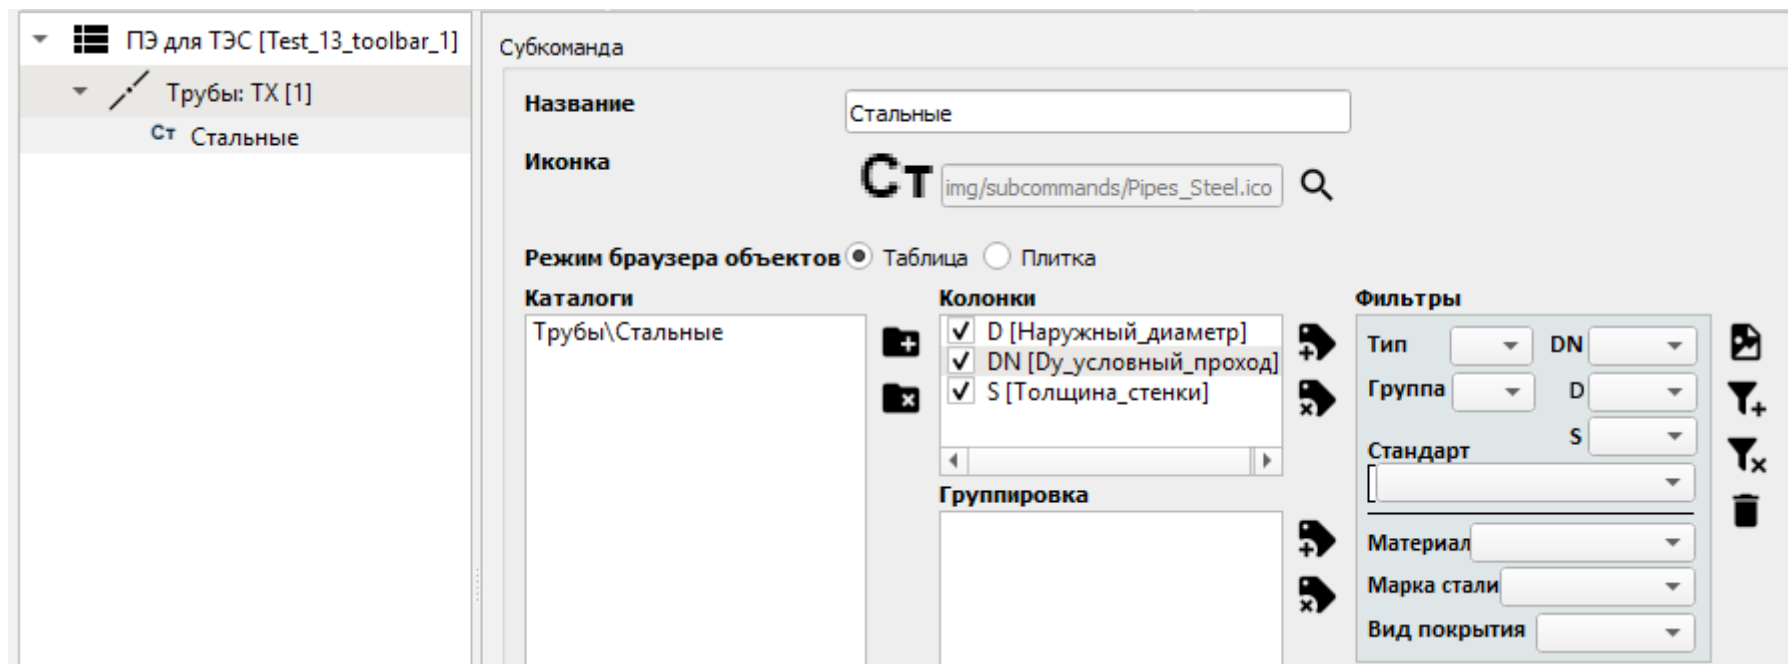 ПЭ для ТЭС [Test_13_toolbar_1]
Трубы: ТХ [1]
Ст Стальные
Субкоманда
Название
Стальные
Иконка
Ст
img/subcommands/Pipes_Steel.ico
Режим браузера объектов Таблица Плитка
Каталоги
Трубы\Стальные
Колонки
D [Наружный_диаметр]
DN [Dy_условный_проход]
S [Толщина_стенки]
Группировка
Фильтры
Тип DN
Группа D
S
Стандарт
Материал
Марка стали
Вид покрытия